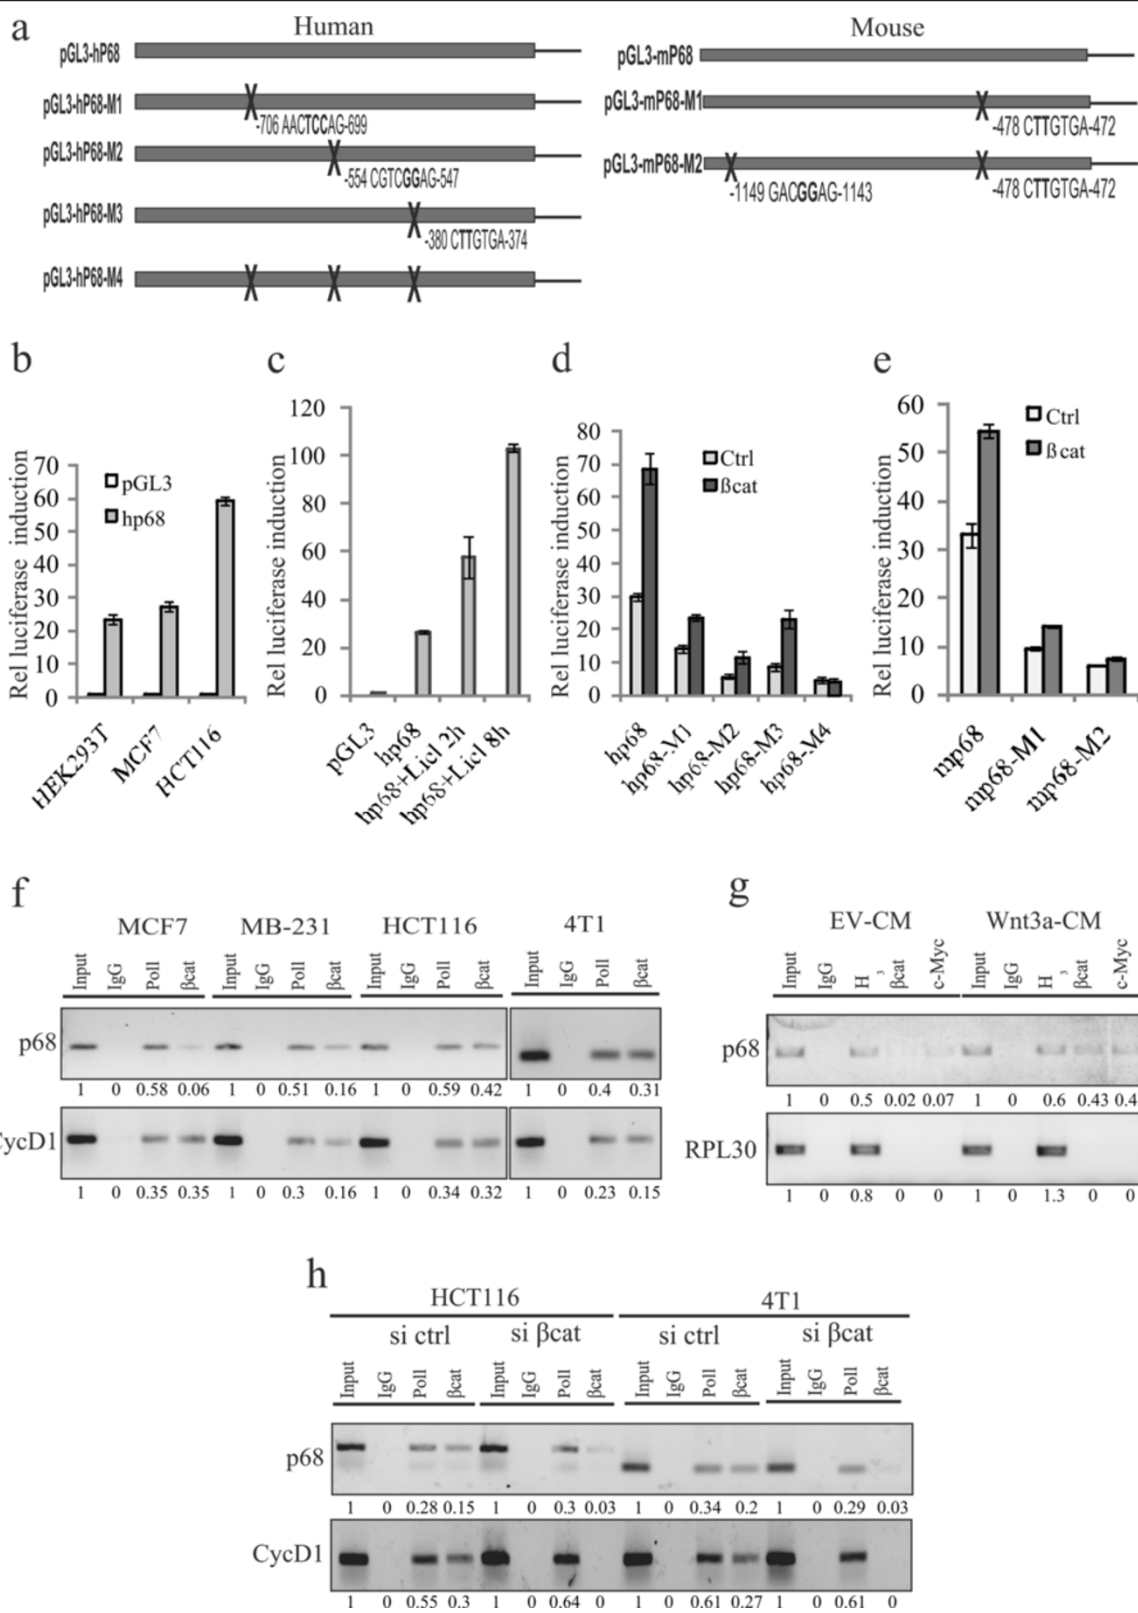 a
Human
Mouse
pGL3-hP68
pGL3-mP68
pGL3-hP68-M1
-706 AACTCCAG-699
pGL3-mP68-M1
-478 CTTGTGA-472
pGL3-hP68-M2
-554 CGTCGGAG-547
pGL3-mP68-M2
-1149 GACGGAG-1143
-478 CTTGTGA-472
pGL3-hP68-M3
-380 CTTGTGA-374
pGL3-hP68-M4
b
Rel luciferase induction
70
60
50
40
30
20
10
0
pGL3
hp68
HEK293T
MCF7
HCT116
c
Rel luciferase induction
120
100
80
60
40
20
0
pGL3
hp68
hp68+Licl 2h
hp68+Licl 8h
d
Rel luciferase induction
80
70
60
50
40
30
20
10
0
Ctrl
ßcat
hp68
hp68-M1
hp68-M2
hp68-M3
hp68-M4
e
Rel luciferase induction
60
50
40
30
20
10
0
Ctrl
ßcat
mp68
mp68-M1
mp68-M2
f
MCF7 MB-231 HCT116 4T1
Input IgG PolI βcat Input IgG PolI βcat Input IgG PolI βcat Input IgG PolI βcat
p68
1 0 0.58 0.06 1 0 0.51 0.16 1 0 0.59 0.42 1 0 0.4 0.31
CycD1
1 0 0.35 0.35 1 0 0.3 0.16 1 0 0.34 0.32 1 0 0.23 0.15
g
EV-CM Wnt3a-CM
Input IgG H3 βcat c-Myc Input IgG H3 βcat c-Myc
p68
1 0 0.5 0.02 0.07 1 0 0.6 0.43 0.4
RPL30
1 0 0.8 0 0 1 0 1.3 0 0
h
HCT116 4T1
si ctrl si βcat si ctrl si βcat
Input IgG PolI βcat Input IgG PolI βcat Input IgG PolI βcat Input IgG PolI βcat
p68
1 0 0.28 0.15 1 0 0.3 0.03 1 0 0.34 0.2 1 0 0.29 0.03
CycD1
1 0 0.55 0.3 1 0 0.64 0 1 0 0.61 0.27 1 0 0.61 0